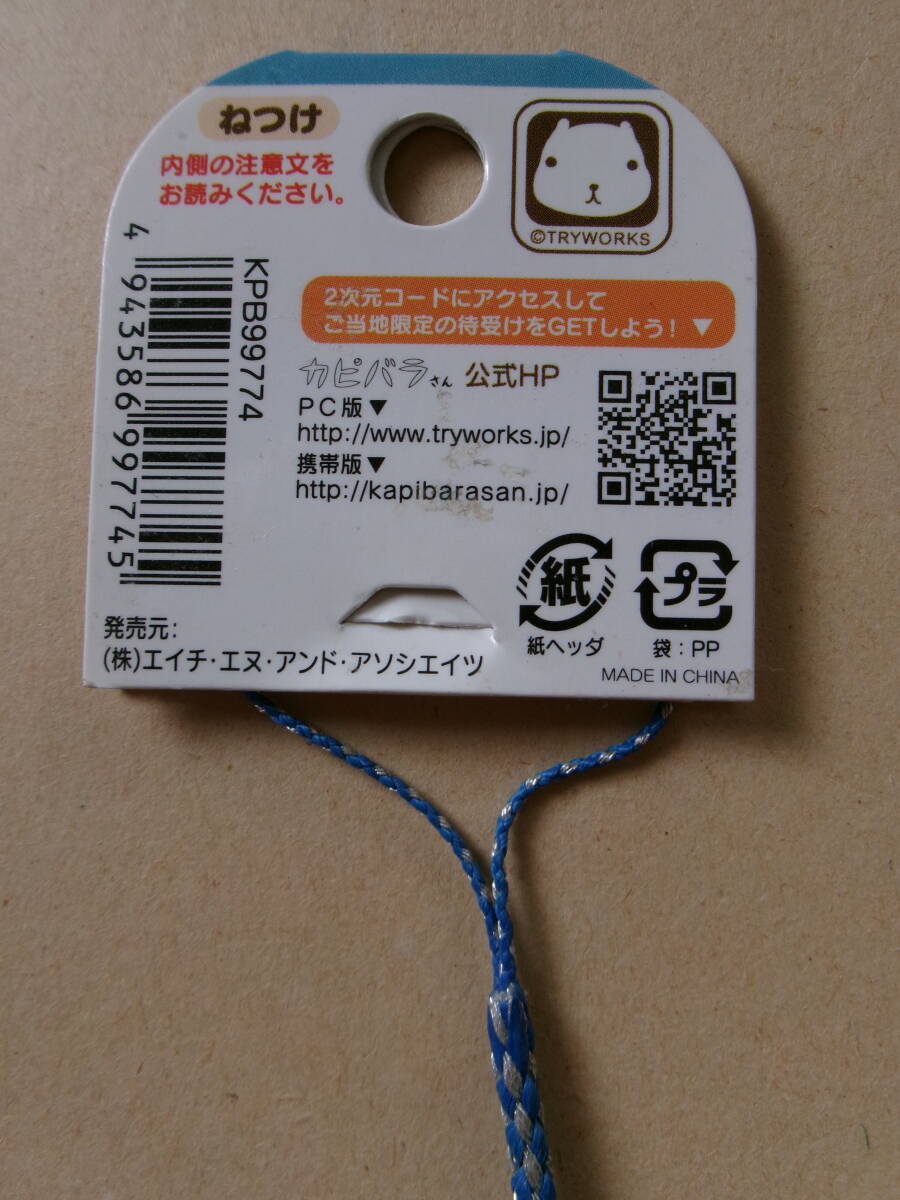 ねつけ
内側の注意文を
お読みください。
©TRYWORKS
4 943586 997745
KPB99774
2次元コードにアクセスして
ご当地限定の待受けをGETしよう! ▼
カピバラさん 公式HP
PC版▼
http://www.tryworks.jp/
携帯版▼
http://kapibarasan.jp/
紙
プラ
紙ヘッダ
袋:PP
発売元:
(株)エイチ・エヌ・アンド・アソシエイツ
MADE IN CHINA